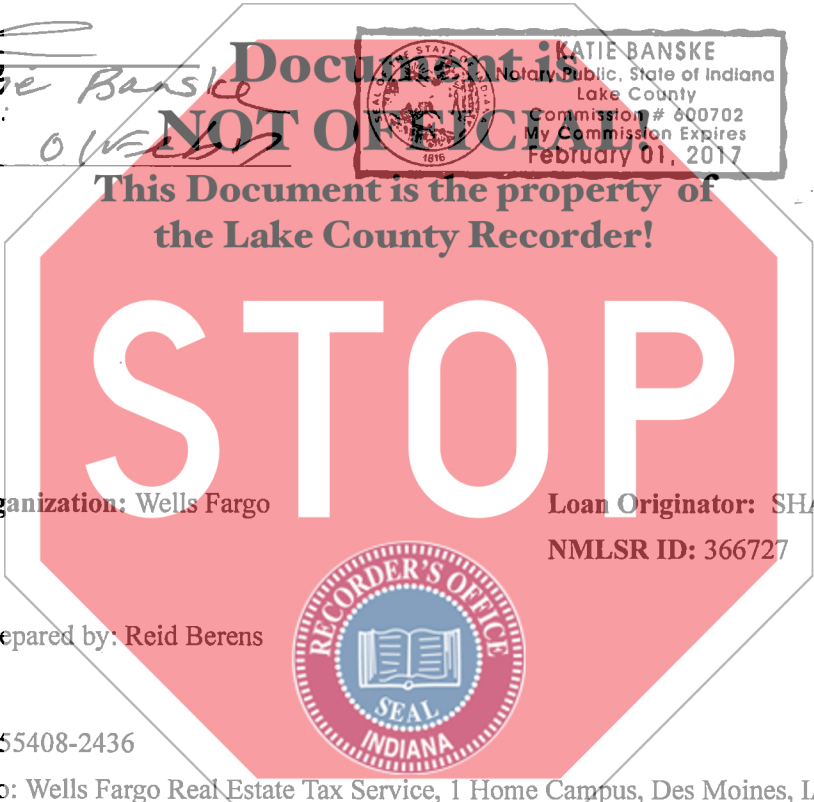 Document is
NOT OFFICIAL!
This Document is the property of
the Lake County Recorder!
Banske
KATIE BANSKE
Notary Public, State of Indiana
Lake County
Commission # 600702
My Commission Expires
February 01, 2017
1816
STOP
ganization: Wells Fargo
Loan Originator: SHA
NMLSR ID: 366727
RECORDER'S OFFICE
SEAL
INDIANA
epared by: Reid Berens
55408-2436
o: Wells Fargo Real Estate Tax Service, 1 Home Campus, Des Moines, L